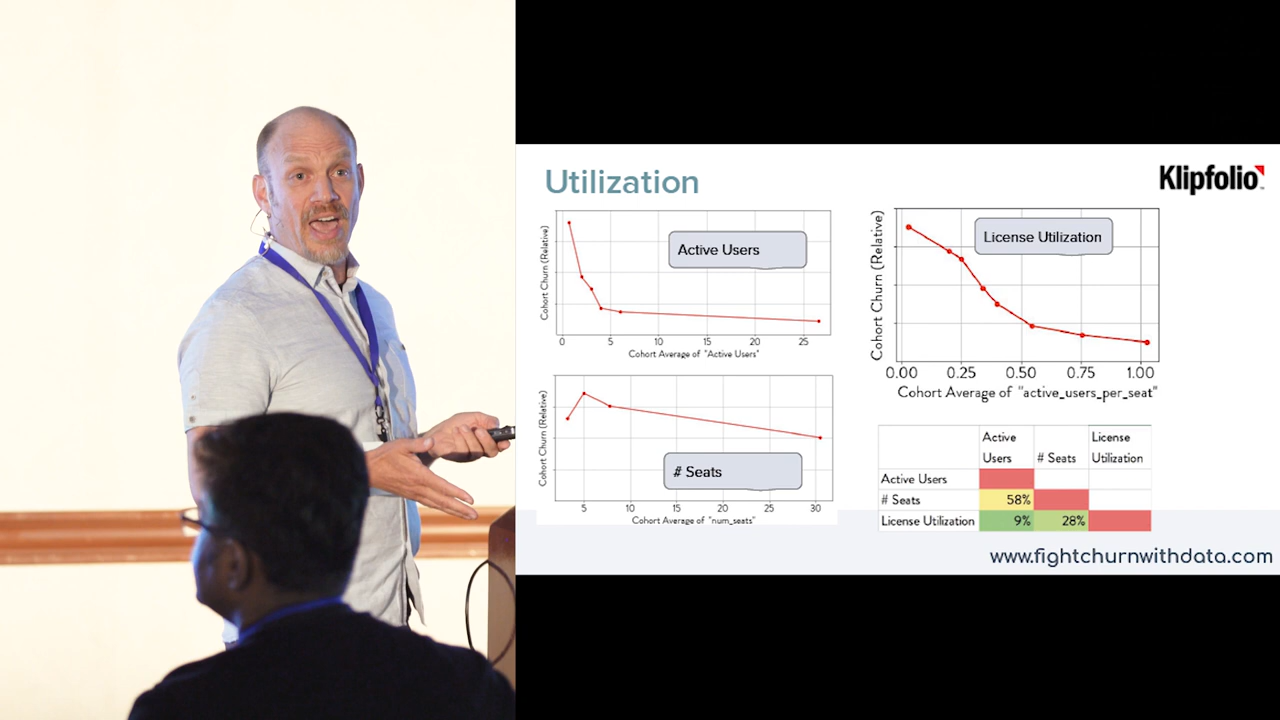 Utilization
Klipfolio
Cohort Churn (Relative)
Active Users
0 5 10 15 20 25
Cohort Average of "Active Users"
Cohort Churn (Relative)
# Seats
5 10 15 20 25 30
Cohort Average of "num_seats"
Cohort Churn (Relative)
License Utilization
0.00 0.25 0.50 0.75 1.00
Cohort Average of "active_users_per_seat"
Active Users # Seats License Utilization
Active Users
# Seats 58%
License Utilization 9% 28%
www.fightchurnwithdata.com